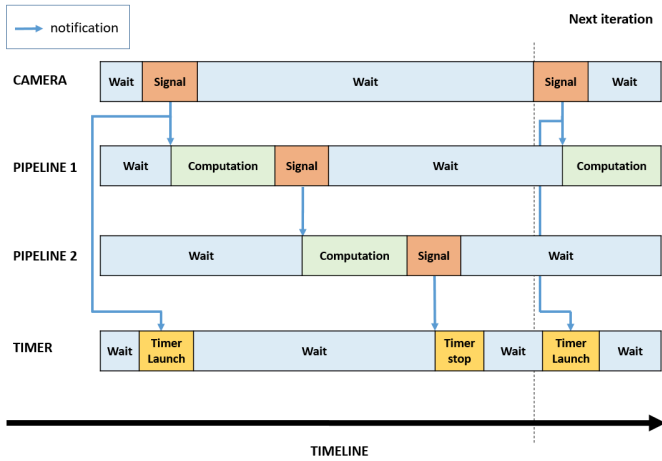 Next iteration
notification
CAMERA
Wait
Signal
Wait
Signal
Wait
PIPELINE 1
Wait
Computation
Signal
Wait
Computation
PIPELINE 2
Wait
Computation
Signal
Wait
TIMER
Wait
Timer
Launch
Wait
Timer
stop
Wait
Timer
Launch
Wait
TIMELINE